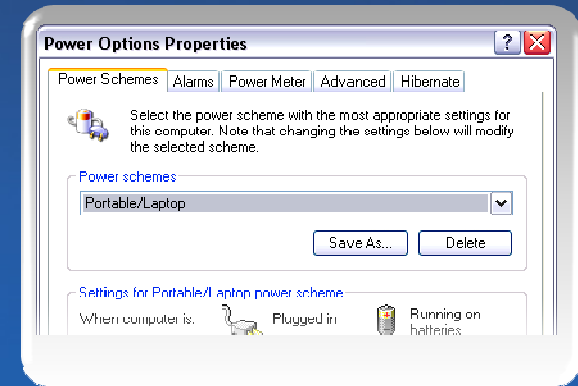 Power Options Properties
Power Schemes Alarms Power Meter Advanced Hibernate
Select the power scheme with the most appropriate settings for
this computer. Note that changing the settings below will modify
the selected scheme.
Power schemes
Portable/Laptop
Save As... Delete
Settings for Portable/Laptop power scheme
When computer is: Plugged in Running on
batteries